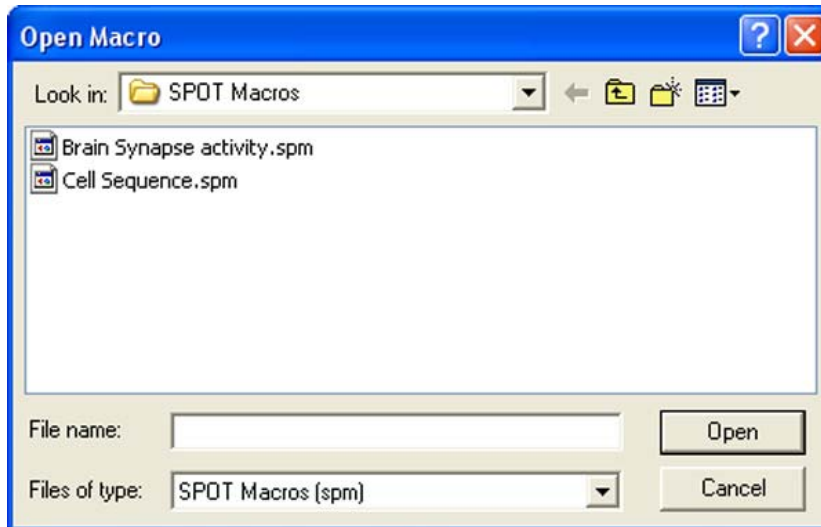 Open Macro
Look in: SPOT Macros
Brain Synapse activity.spm
Cell Sequence.spm
File name: Open
Files of type: SPOT Macros (spm) Cancel